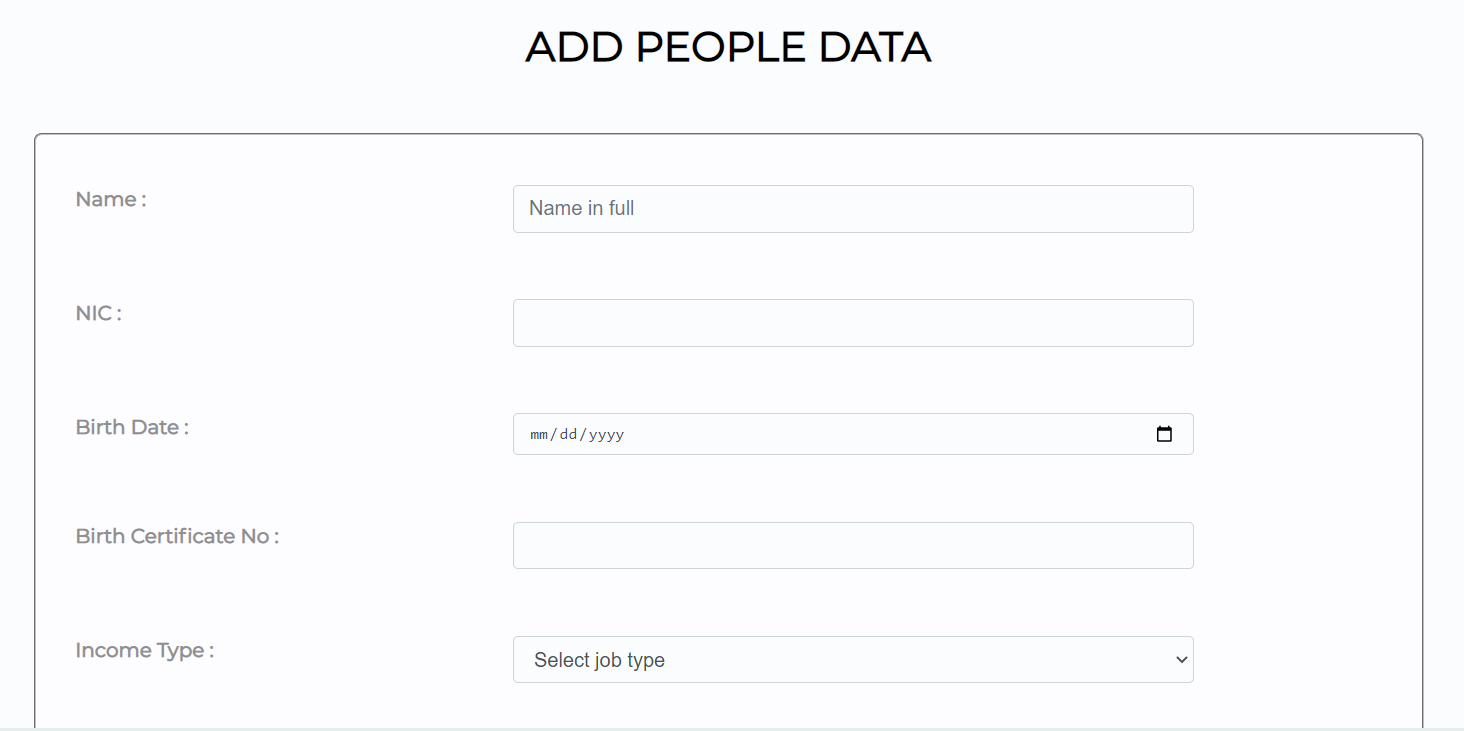 ADD PEOPLE DATA
Name :
Name in full
NIC :
Birth Date :
mm/dd/yyyy
Birth Certificate No :
Income Type :
Select job type